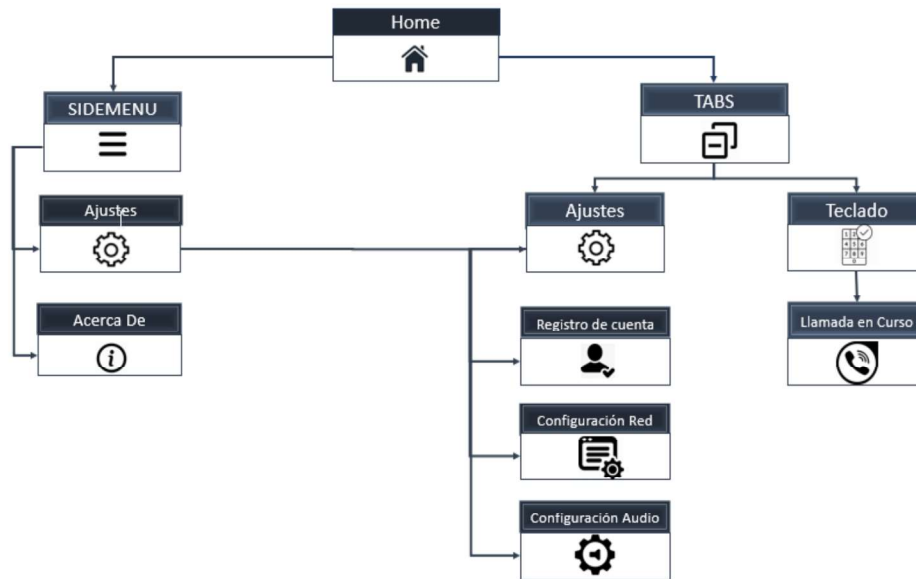 Home
SIDEMENU
TABS
Ajustes
Ajustes
Teclado
Acerca De
Registro de cuenta
Llamada en Curso
Configuración Red
Configuración Audio